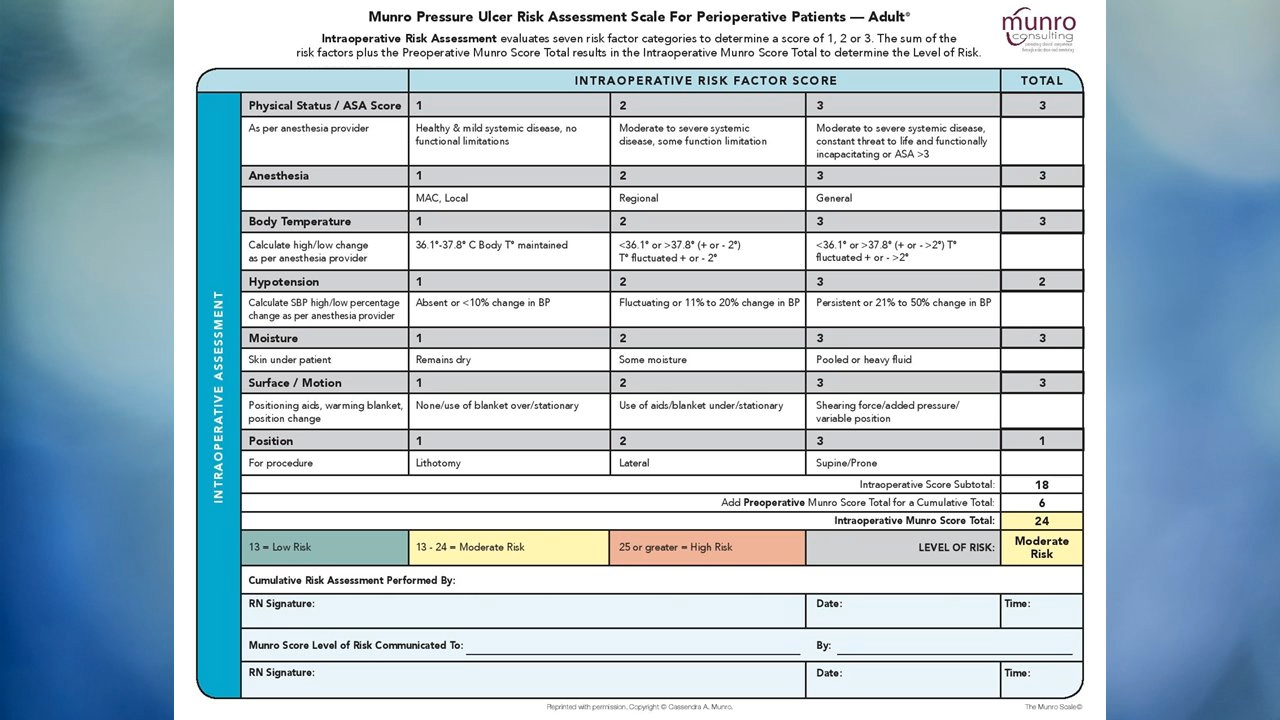 Munro Pressure Ulcer Risk Assessment Scale For Perioperative Patients — Adult®
munro
consulting
Intraoperative Risk Assessment evaluates seven risk factor categories to determine a score of 1, 2 or 3. The sum of the
risk factors plus the Preoperative Munro Score Total results in the Intraoperative Munro Score Total to determine the Level of Risk.
INTRAOPERATIVE RISK FACTOR SCORE TOTAL
INTRAOPERATIVE ASSESSMENT
Physical Status / ASA Score 1 2 3 3
As per anesthesia provider
Healthy & mild systemic disease, no
functional limitations
Moderate to severe systemic
disease, some function limitation
Moderate to severe systemic disease,
constant threat to life and functionally
incapacitating or ASA >3
Anesthesia 1 2 3 3
MAC, Local Regional General
Body Temperature 1 2 3 3
Calculate high/low change
as per anesthesia provider
36.1°-37.8° C Body T° maintained
<36.1° or >37.8° (+ or - 2°)
T° fluctuated + or - 2°
<36.1° or >37.8° (+ or - >2°) T°
fluctuated + or - >2°
Hypotension 1 2 3 2
Calculate SBP high/low percentage
change as per anesthesia provider
Absent or <10% change in BP
Fluctuating or 11% to 20% change in BP
Persistent or 21% to 50% change in BP
Moisture 1 2 3 3
Skin under patient Remains dry Some moisture Pooled or heavy fluid
Surface / Motion 1 2 3 3
Positioning aids, warming blanket,
position change
None/use of blanket over/stationary
Use of aids/blanket under/stationary
Shearing force/added pressure/
variable position
Position 1 2 3 1
For procedure Lithotomy Lateral Supine/Prone
Intraoperative Score Subtotal: 18
Add Preoperative Munro Score Total for a Cumulative Total: 6
Intraoperative Munro Score Total: 24
13 = Low Risk 13 - 24 = Moderate Risk 25 or greater = High Risk LEVEL OF RISK:
Moderate
Risk
Cumulative Risk Assessment Performed By:
RN Signature: Date: Time:
Munro Score Level of Risk Communicated To: By:
RN Signature: Date: Time:
Reprinted with permission. Copyright © Cassendra A. Munro.
The Munro Scale©